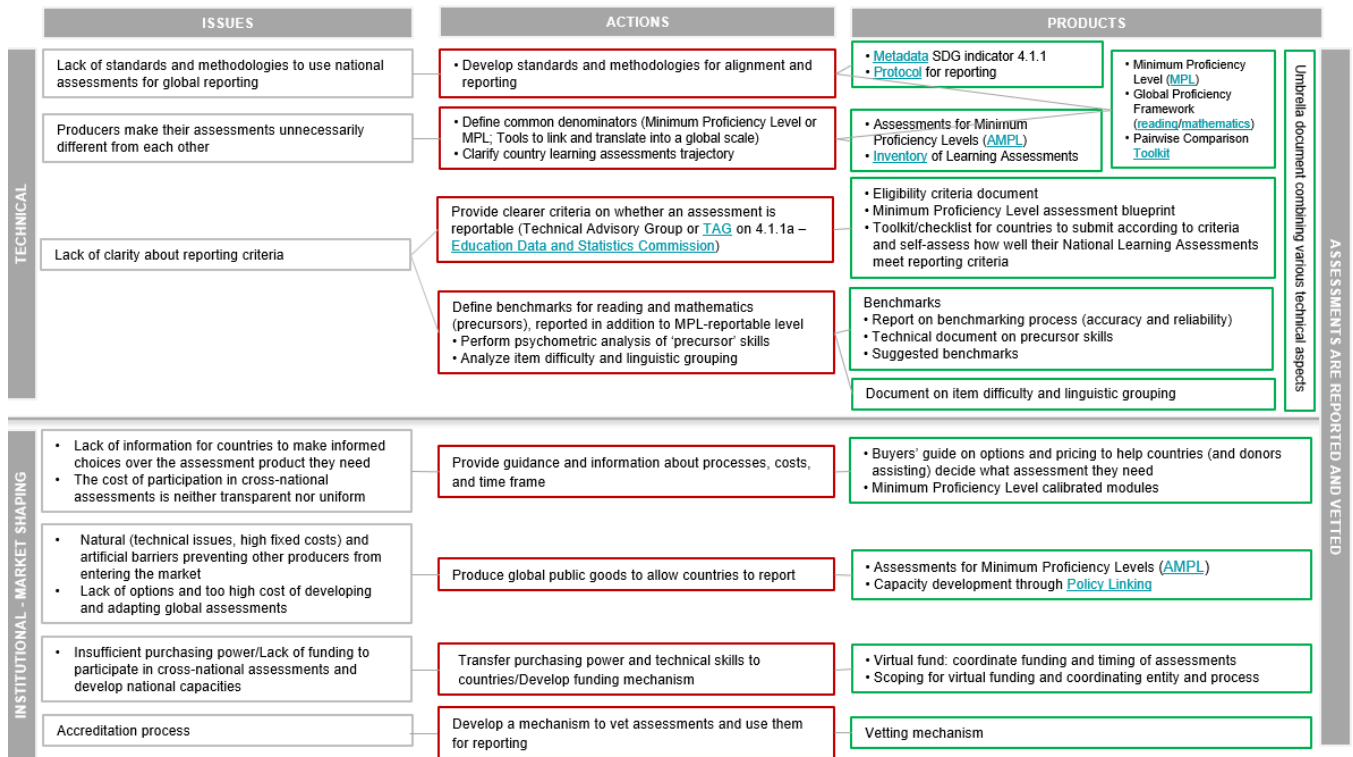 ISSUES
ACTIONS
PRODUCTS
TECHNICAL
Lack of standards and methodologies to use national
assessments for global reporting
• Develop standards and methodologies for alignment and
reporting
• Metadata SDG indicator 4.1.1
• Protocol for reporting
• Minimum Proficiency
Level (MPL)
• Global Proficiency
Framework
(reading/mathematics)
• Pairwise Comparison
Toolkit
Umbrella document combining various technical aspects
ASSESSMENTS ARE REPORTED AND VETTED
Producers make their assessments unnecessarily
different from each other
• Define common denominators (Minimum Proficiency Level or
MPL; Tools to link and translate into a global scale)
• Clarify country learning assessments trajectory
• Assessments for Minimum
Proficiency Levels (AMPL)
• Inventory of Learning Assessments
Lack of clarity about reporting criteria
Provide clearer criteria on whether an assessment is
reportable (Technical Advisory Group or TAG on 4.1.1a –
Education Data and Statistics Commission)
• Eligibility criteria document
• Minimum Proficiency Level assessment blueprint
• Toolkit/checklist for countries to submit according to criteria
and self-assess how well their National Learning Assessments
meet reporting criteria
Define benchmarks for reading and mathematics
(precursors), reported in addition to MPL-reportable level
• Perform psychometric analysis of ‘precursor’ skills
• Analyze item difficulty and linguistic grouping
Benchmarks
• Report on benchmarking process (accuracy and reliability)
• Technical document on precursor skills
• Suggested benchmarks
Document on item difficulty and linguistic grouping
INSTITUTIONAL - MARKET SHAPING
• Lack of information for countries to make informed
choices over the assessment product they need
• The cost of participation in cross-national
assessments is neither transparent nor uniform
Provide guidance and information about processes, costs,
and time frame
• Buyers’ guide on options and pricing to help countries (and donors
assisting) decide what assessment they need
• Minimum Proficiency Level calibrated modules
• Natural (technical issues, high fixed costs) and
artificial barriers preventing other producers from
entering the market
• Lack of options and too high cost of developing
and adapting global assessments
Produce global public goods to allow countries to report
• Assessments for Minimum Proficiency Levels (AMPL)
• Capacity development through Policy Linking
• Insufficient purchasing power/Lack of funding to
participate in cross-national assessments and
develop national capacities
Transfer purchasing power and technical skills to
countries/Develop funding mechanism
• Virtual fund: coordinate funding and timing of assessments
• Scoping for virtual funding and coordinating entity and process
Accreditation process
Develop a mechanism to vet assessments and use them
for reporting
Vetting mechanism